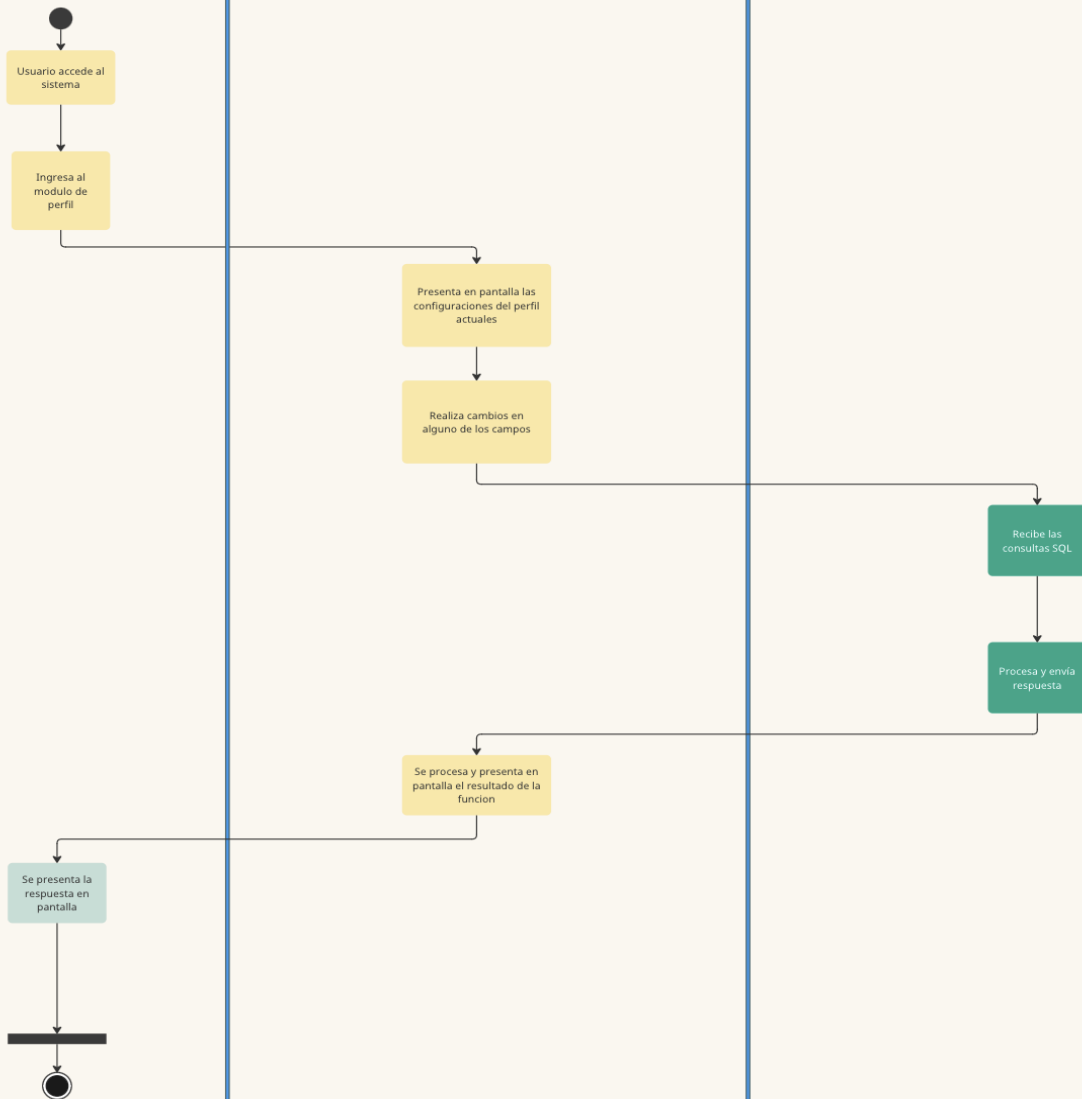 Usuario accede al
sistema
Ingresa al
modulo de
perfil
Presenta en pantalla las
configuraciones del perfil
actuales
Realiza cambios en
alguno de los campos
Recibe las
consultas SQL
Procesa y envía
respuesta
Se procesa y presenta en
pantalla el resultado de la
funcion
Se presenta la
respuesta en
pantalla